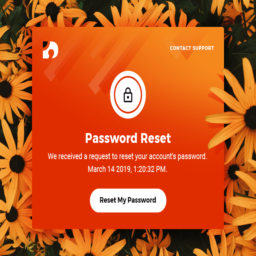 CONTACT SUPPORT
Password Reset
We received a request to reset your account's password.
March 14 2019, 1:20:32 PM.
Reset My Password